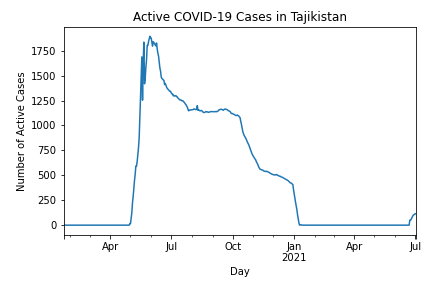 Active COVID-19 Cases in Tajikistan
Number of Active Cases
1750
1500
1250
1000
750
500
250
0
Apr
Jul
Oct
Jan
2021
Apr
Jul
Day